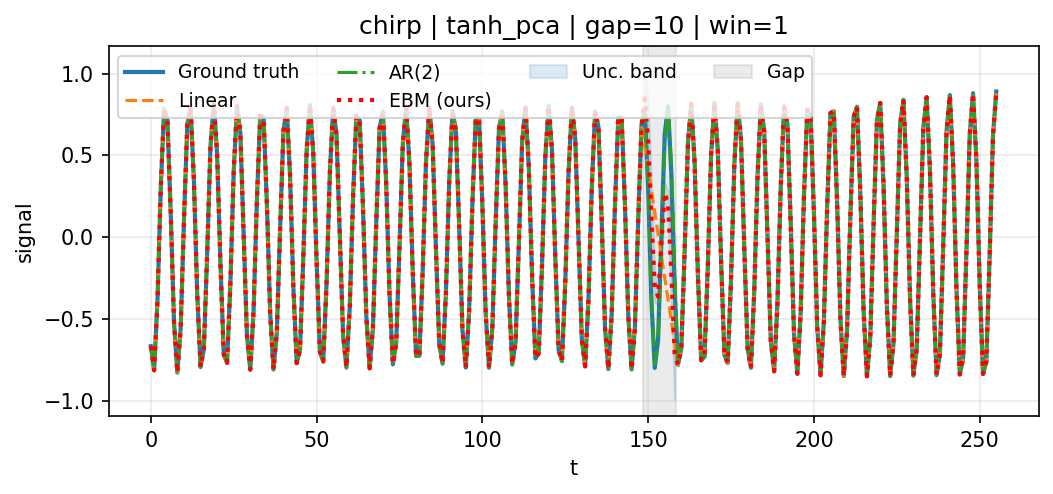 chirp | tanh_pca | gap=10 | win=1
Ground truth
Linear
AR(2)
EBM (ours)
Unc. band
Gap
signal
1.0
0.5
0.0
−0.5
−1.0
0
50
100
150
200
250
t